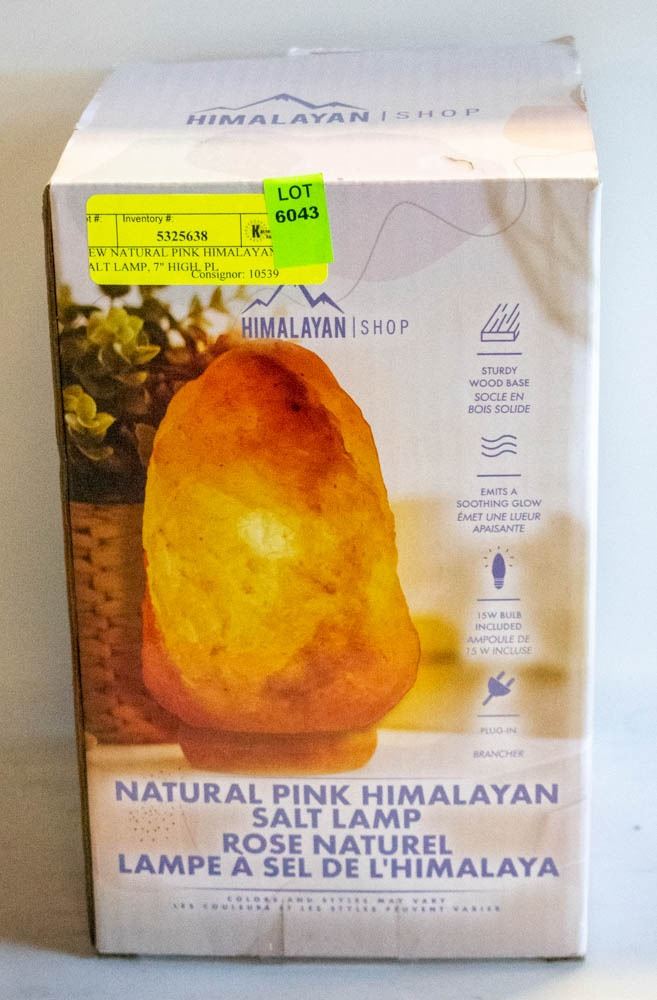 HIMALAYAN | SHOP
LOT
6043
Inventory #:
5325638
EW NATURAL PINK HIMALAYAN
ALT LAMP, 7" HIGH, PL
Consignor: 10539
HIMALAYAN | SHOP
STURDY
WOOD BASE
SOCLE EN
BOIS SOLIDE
EMITS A
SOOTHING GLOW
ÉMET UNE LUEUR
APAISANTE
15W BULB
INCLUDED
AMPOULE DE
15 W INCLUSE
PLUG-IN
BRANCHER
NATURAL PINK HIMALAYAN
SALT LAMP
ROSE NATUREL
LAMPE À SEL DE L'HIMALAYA
COLORS AND STYLES MAY VARY
LES COULEURS ET LES STYLES PEUVENT VARIER